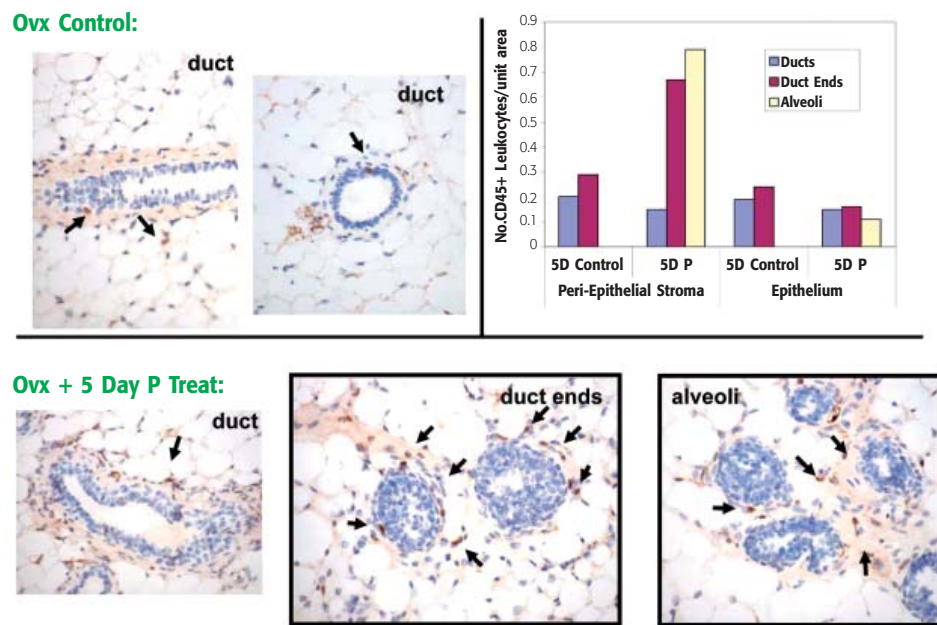 Ovx Control:
duct
duct
No.CD45+ Leukocytes/unit area
0.9
0.8
0.7
0.6
0.5
0.4
0.3
0.2
0.1
0
Ducts
Duct Ends
Alveoli
5D Control
5D P
5D Control
5D P
Peri-Epithelial Stroma
Epithelium
Ovx + 5 Day P Treat:
duct
duct ends
alveoli